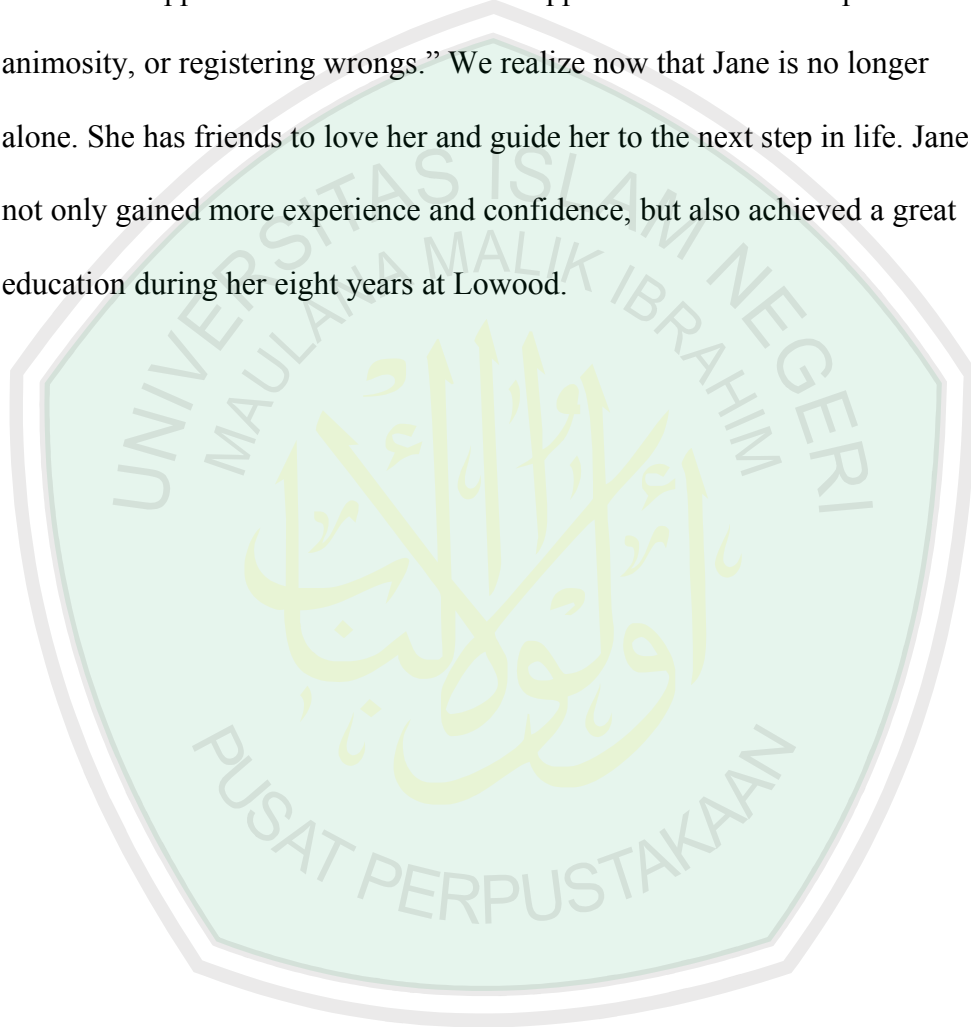 animosity, or registering wrongs.” We realize now that Jane is no longer
alone. She has friends to love her and guide her to the next step in life. Jane
not only gained more experience and confidence, but also achieved a great
education during her eight years at Lowood.
UNIVERSITAS ISLAM NEGERI
MAULANA MALIK IBRAHIM
أولوا الألباب
PUSAT PERPUSTAKAAN